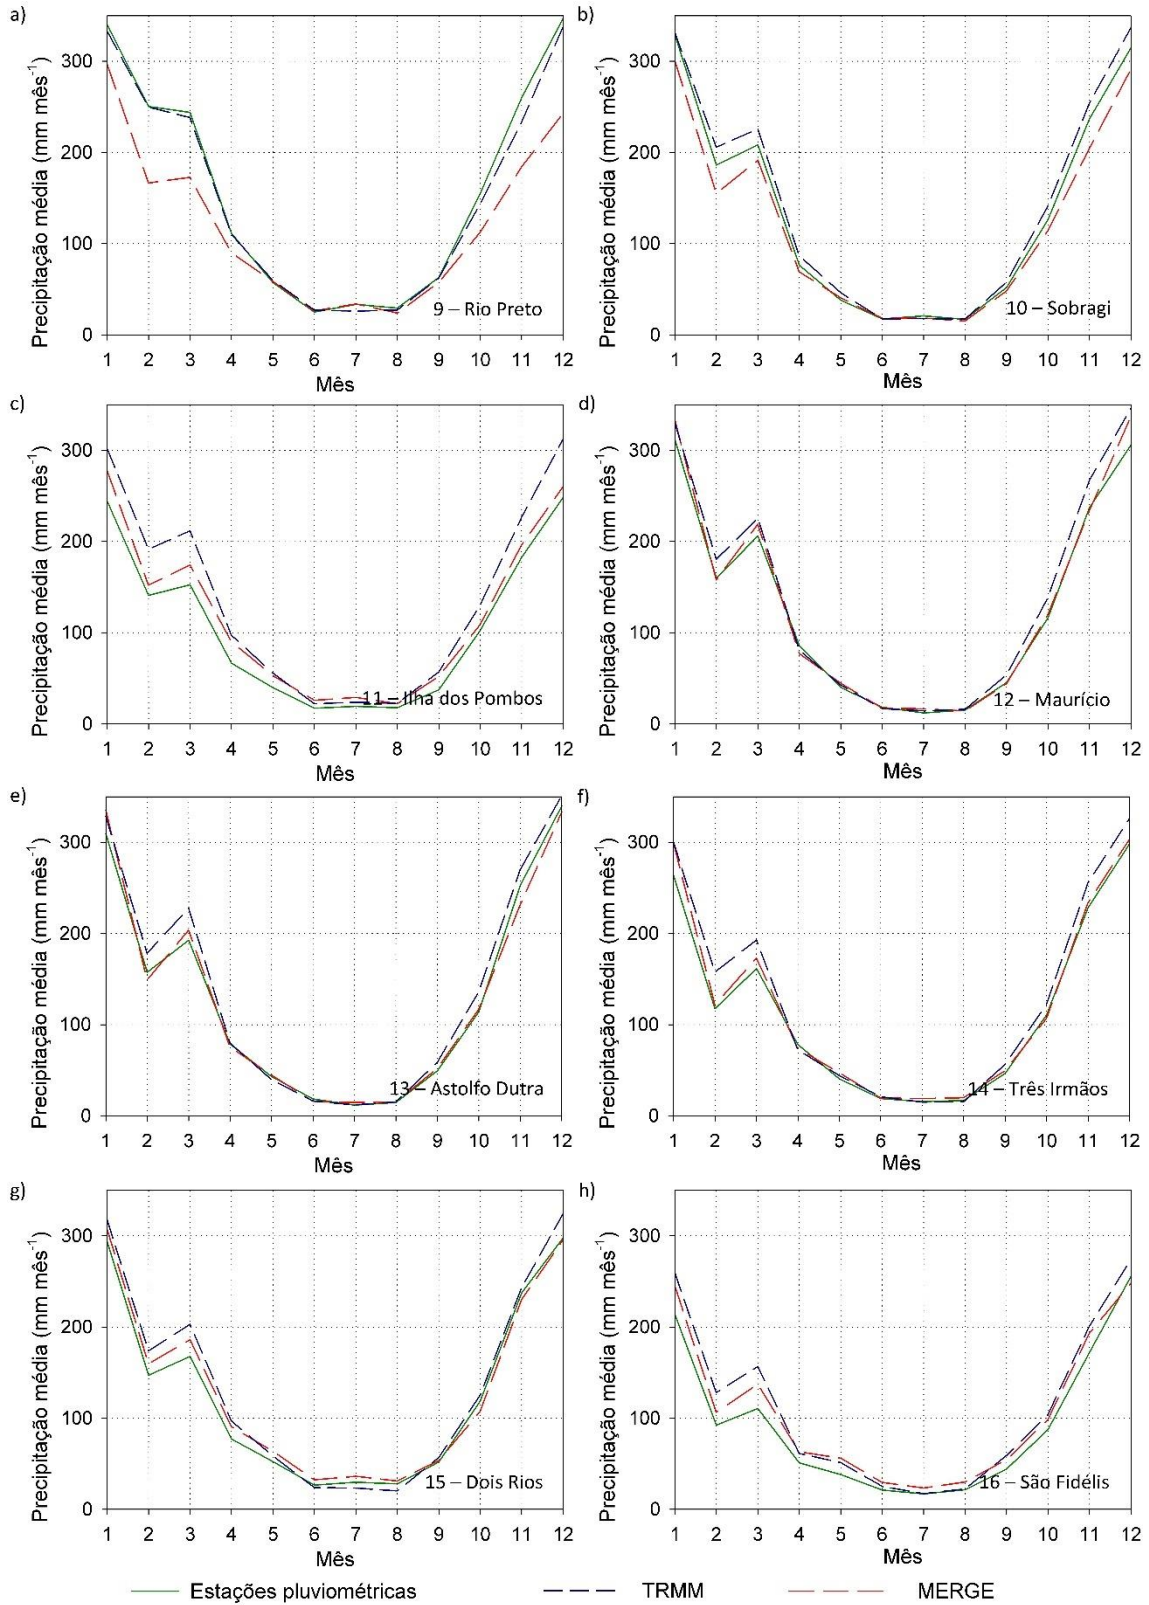 a)
Precipitação média (mm mês-1)
300
200
100
0
9 – Rio Preto
1 2 3 4 5 6 7 8 9 10 11 12
Mês
b)
Precipitação média (mm mês-1)
300
200
100
0
10 – Sobragi
1 2 3 4 5 6 7 8 9 10 11 12
Mês
c)
Precipitação média (mm mês-1)
300
200
100
0
11 – Ilha dos Pombos
1 2 3 4 5 6 7 8 9 10 11 12
Mês
d)
Precipitação média (mm mês-1)
300
200
100
0
12 – Maurício
1 2 3 4 5 6 7 8 9 10 11 12
Mês
e)
Precipitação média (mm mês-1)
300
200
100
0
13 – Astolfo Dutra
1 2 3 4 5 6 7 8 9 10 11 12
Mês
f)
Precipitação média (mm mês-1)
300
200
100
0
14 – Três Irmãos
1 2 3 4 5 6 7 8 9 10 11 12
Mês
g)
Precipitação média (mm mês-1)
300
200
100
0
15 – Dois Rios
1 2 3 4 5 6 7 8 9 10 11 12
Mês
h)
Precipitação média (mm mês-1)
300
200
100
0
16 – São Fidélis
1 2 3 4 5 6 7 8 9 10 11 12
Mês
Estações pluviométricas TRMM MERGE